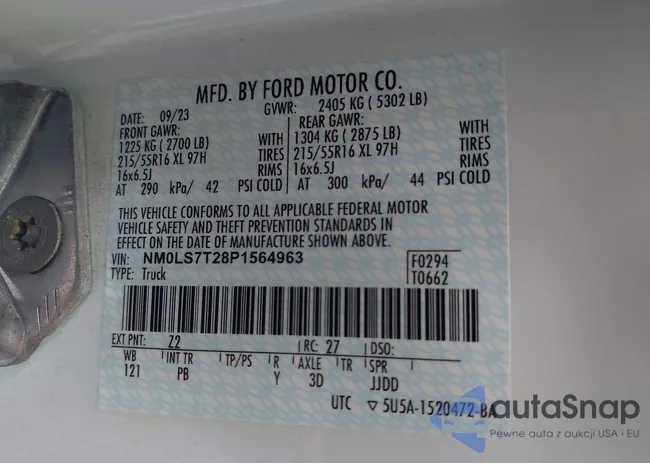 MFD. BY FORD MOTOR CO.
DATE: 09/23 GVWR: 2405 KG ( 5302 LB)
FRONT GAWR: REAR GAWR:
1225 KG ( 2700 LB) WITH 1304 KG ( 2875 LB) WITH
215/55R16 XL 97H TIRES 215/55R16 XL 97H TIRES
16x6.5J RIMS 16x6.5J RIMS
AT 290 kPa/ 42 PSI COLD AT 300 kPa/ 44 PSI COLD
THIS VEHICLE CONFORMS TO ALL APPLICABLE FEDERAL MOTOR
VEHICLE SAFETY AND THEFT PREVENTION STANDARDS IN
EFFECT ON THE DATE OF MANUFACTURE SHOWN ABOVE.
VIN: NM0LS7T28P1564963 F0294
TYPE: Truck T0662
EXT PNT: Z2 RC: 27 DSO:
WB INT TR TP/PS R AXLE TR SPR
121 PB Y 3D JJDD
UTC ▽ 5U5A-1520472-BA
autaSnap
Pewne auta z aukcji USA i EU